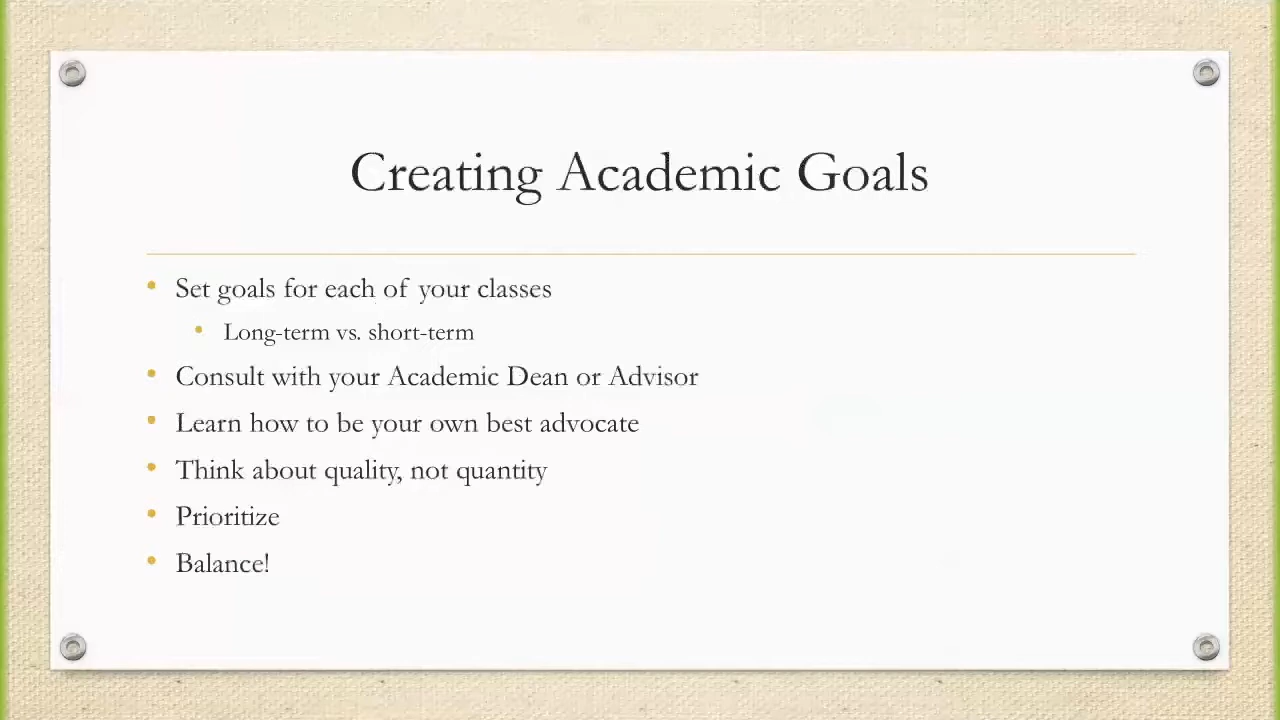 Creating Academic Goals
• Set goals for each of your classes
• Long-term vs. short-term
• Consult with your Academic Dean or Advisor
• Learn how to be your own best advocate
• Think about quality, not quantity
• Prioritize
• Balance!